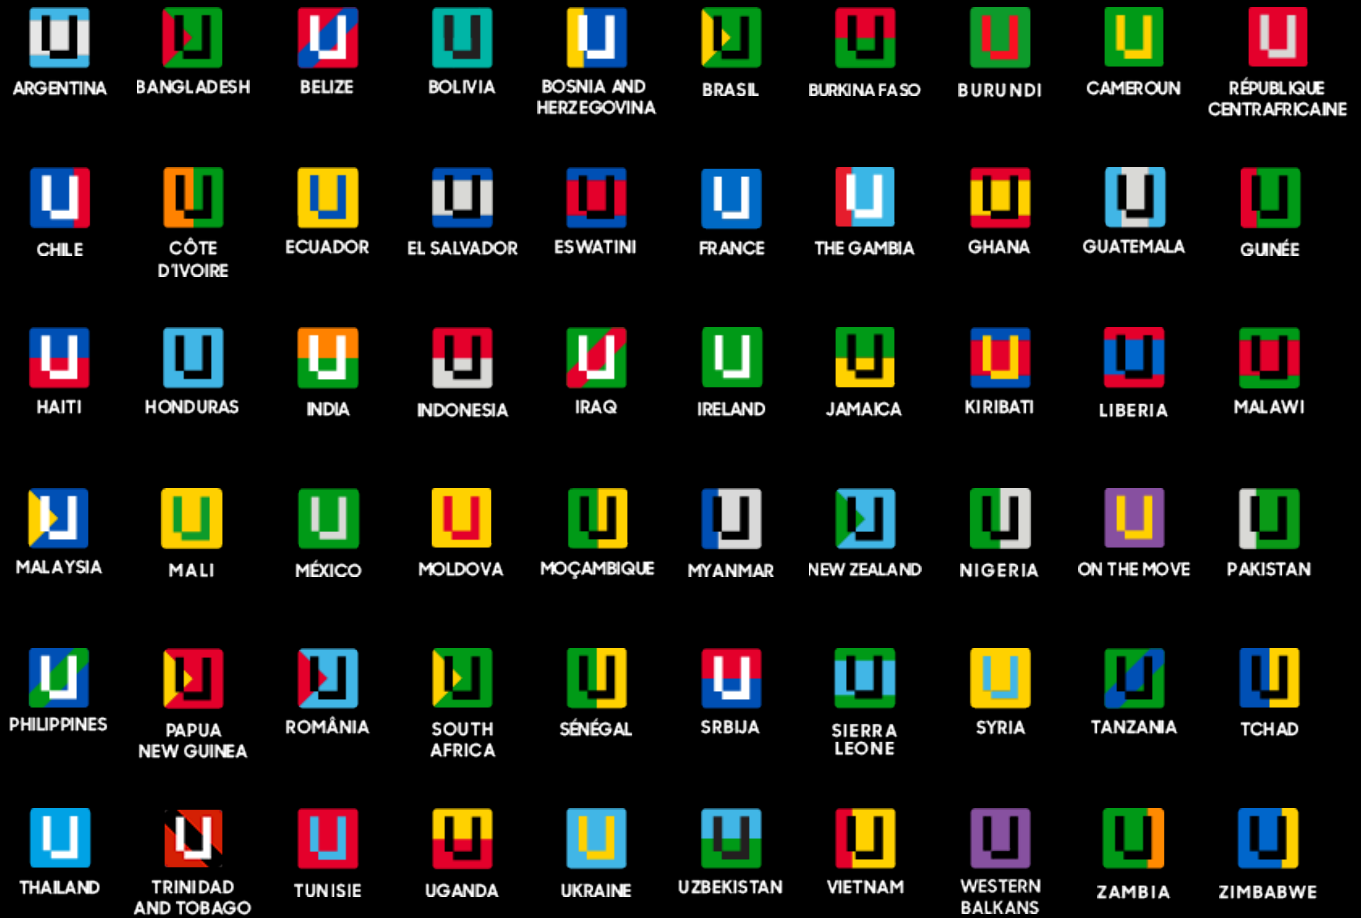 ARGENTINA
BANGLADESH
BELIZE
BOLIVIA
BOSNIA AND
HERZEGOVINA
BRASIL
BURKINA FASO
BURUNDI
CAMEROUN
RÉPUBLIQUE
CENTRAFRICAINE
CHILE
CÔTE
D'IVOIRE
ECUADOR
EL SALVADOR
ESWATINI
FRANCE
THE GAMBIA
GHANA
GUATEMALA
GUINÉE
HAITI
HONDURAS
INDIA
INDONESIA
IRAQ
IRELAND
JAMAICA
KIRIBATI
LIBERIA
MALAWI
MALAYSIA
MALI
MÉXICO
MOLDOVA
MOÇAMBIQUE
MYANMAR
NEW ZEALAND
NIGERIA
ON THE MOVE
PAKISTAN
PHILIPPINES
PAPUA
NEW GUINEA
ROMÂNIA
SOUTH
AFRICA
SÉNÉGAL
SRBIJA
SIERRA
LEONE
SYRIA
TANZANIA
TCHAD
THAILAND
TRINIDAD
AND TOBAGO
TUNISIE
UGANDA
UKRAINE
UZBEKISTAN
VIETNAM
WESTERN
BALKANS
ZAMBIA
ZIMBABWE